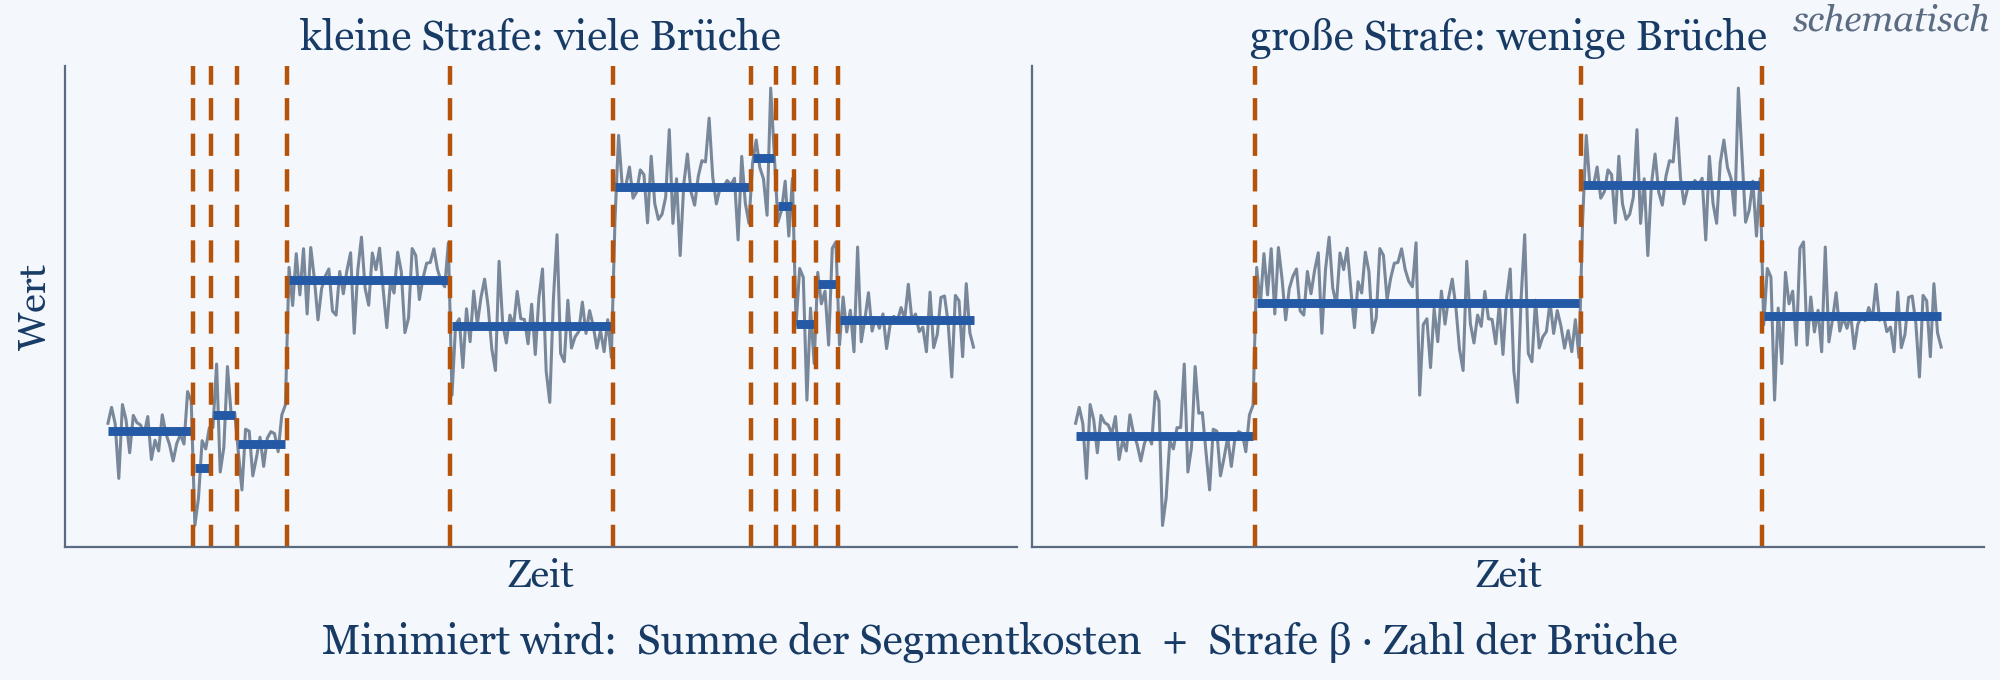 kleine Strafe: viele Brüche
große Strafe: wenige Brüche
schematisch
Wert
Zeit
Zeit
Minimiert wird: Summe der Segmentkosten + Strafe β · Zahl der Brüche